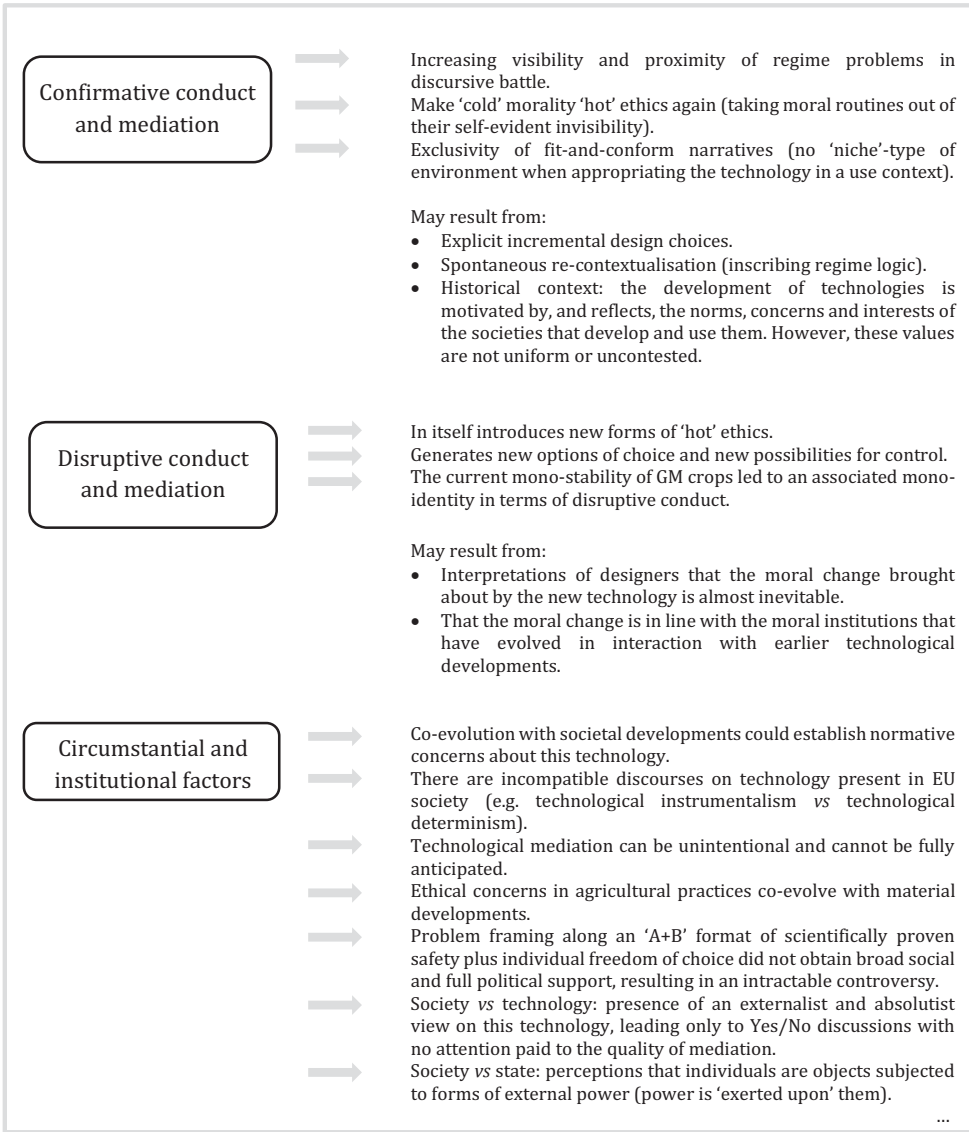 Confirmative conduct
and mediation
Increasing visibility and proximity of regime problems in
discursive battle.
Make ‘cold’ morality ‘hot’ ethics again (taking moral routines out of
their self-evident invisibility).
Exclusivity of fit-and-conform narratives (no ‘niche’-type of
environment when appropriating the technology in a use context).
May result from:
• Explicit incremental design choices.
• Spontaneous re-contextualisation (inscribing regime logic).
• Historical context: the development of technologies is
motivated by, and reflects, the norms, concerns and interests of
the societies that develop and use them. However, these values
are not uniform or uncontested.
Disruptive conduct
and mediation
In itself introduces new forms of ‘hot’ ethics.
Generates new options of choice and new possibilities for control.
The current mono-stability of GM crops led to an associated mono-
identity in terms of disruptive conduct.
May result from:
• Interpretations of designers that the moral change brought
about by the new technology is almost inevitable.
• That the moral change is in line with the moral institutions that
have evolved in interaction with earlier technological
developments.
Circumstantial and
institutional factors
Co-evolution with societal developments could establish normative
concerns about this technology.
There are incompatible discourses on technology present in EU
society (e.g. technological instrumentalism vs technological
determinism).
Technological mediation can be unintentional and cannot be fully
anticipated.
Ethical concerns in agricultural practices co-evolve with material
developments.
Problem framing along an ‘A+B’ format of scientifically proven
safety plus individual freedom of choice did not obtain broad social
and full political support, resulting in an intractable controversy.
Society vs technology: presence of an externalist and absolutist
view on this technology, leading only to Yes/No discussions with
no attention paid to the quality of mediation.
Society vs state: perceptions that individuals are objects subjected
to forms of external power (power is ‘exerted upon’ them).
...